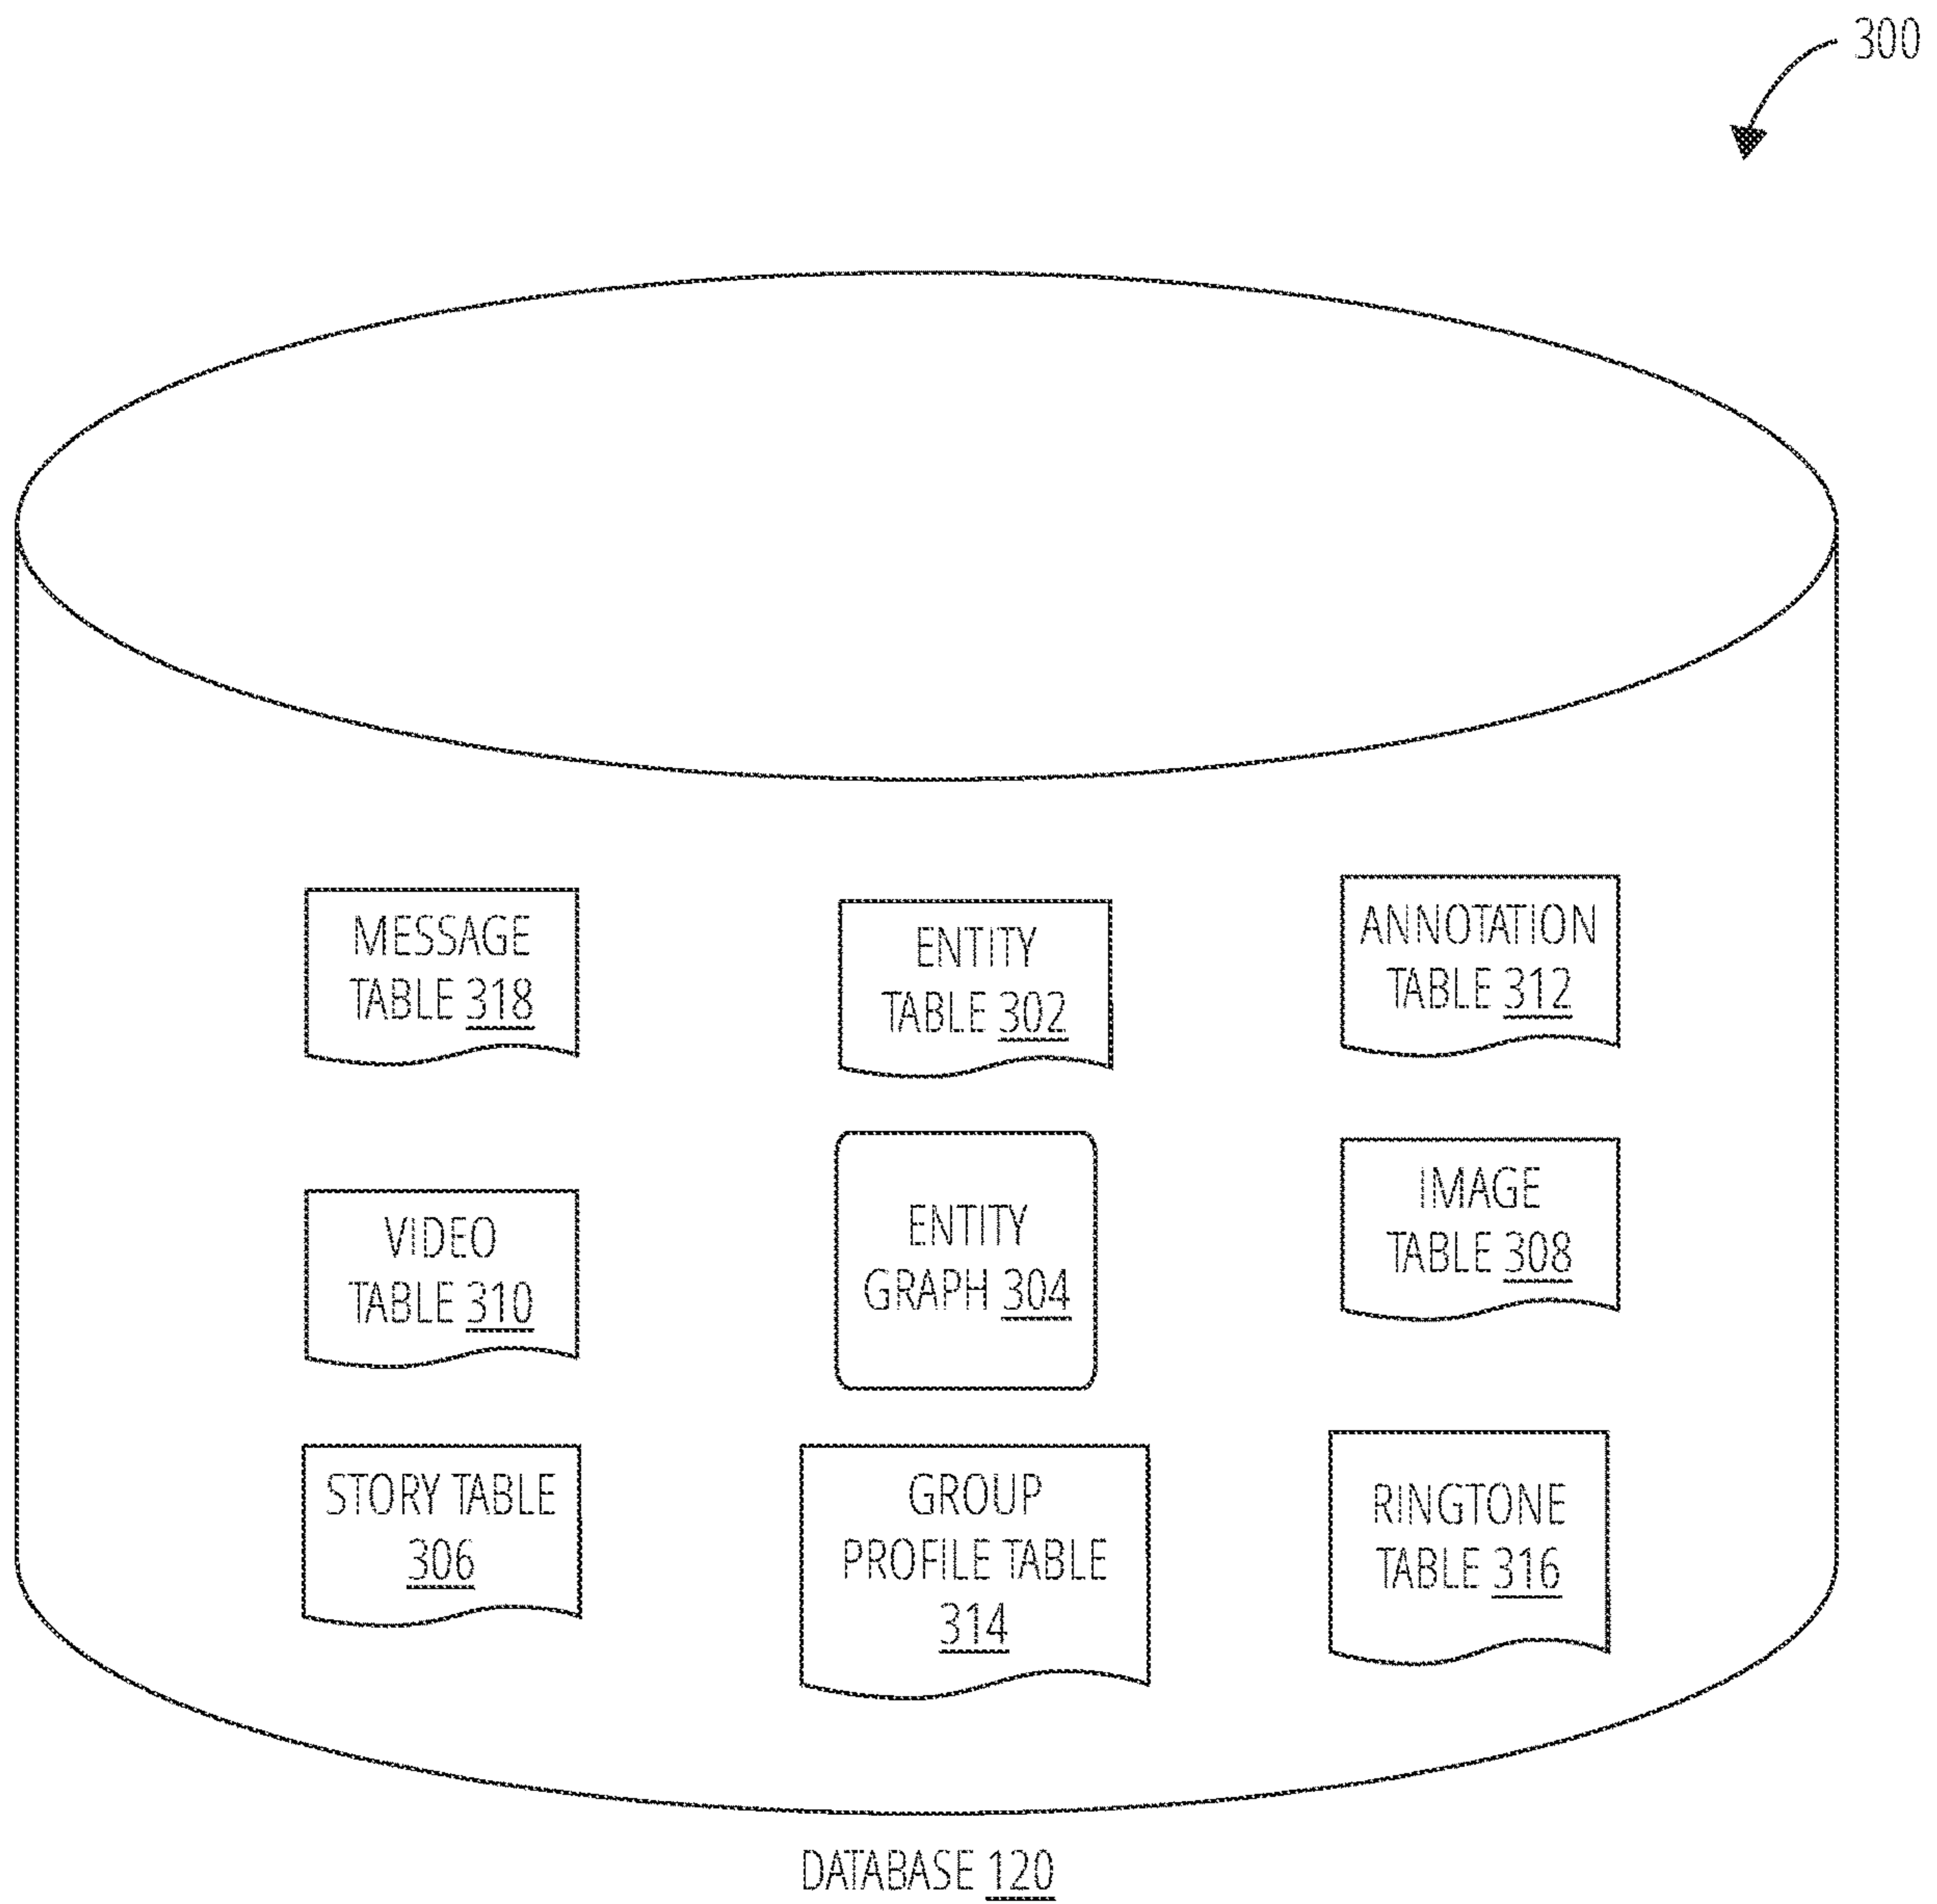 300
MESSAGE
TABLE 318
ENTITY
TABLE 302
ANNOTATION
TABLE 312
VIDEO
TABLE 310
ENTITY
GRAPH 304
IMAGE
TABLE 308
STORY TABLE
306
GROUP
PROFILE TABLE
314
RINGTONE
TABLE 316
DATABASE 120